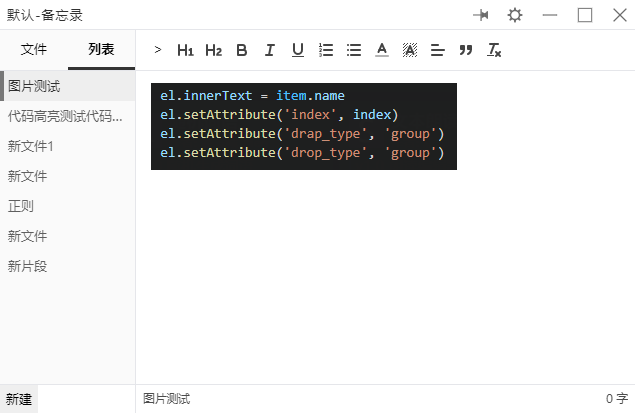 默认-备忘录
文件 列表
> H1 H2 B I U A A
图片测试
代码高亮测试代码...
新文件1
新文件
正则
新文件
新片段
el.innerText = item.name
el.setAttribute('index', index)
el.setAttribute('drap_type', 'group')
el.setAttribute('drop_type', 'group')
新建
图片测试
0 字